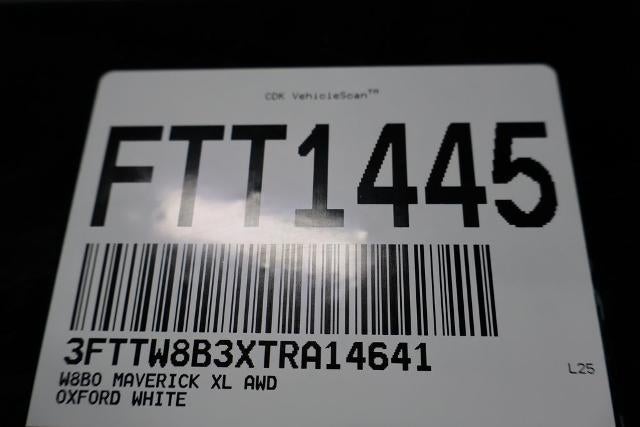 CDK VehicleScan™
FTT1445
3FTTW8B3XTRA14641
L25
W8B0 MAVERICK XL AWD
OXFORD WHITE